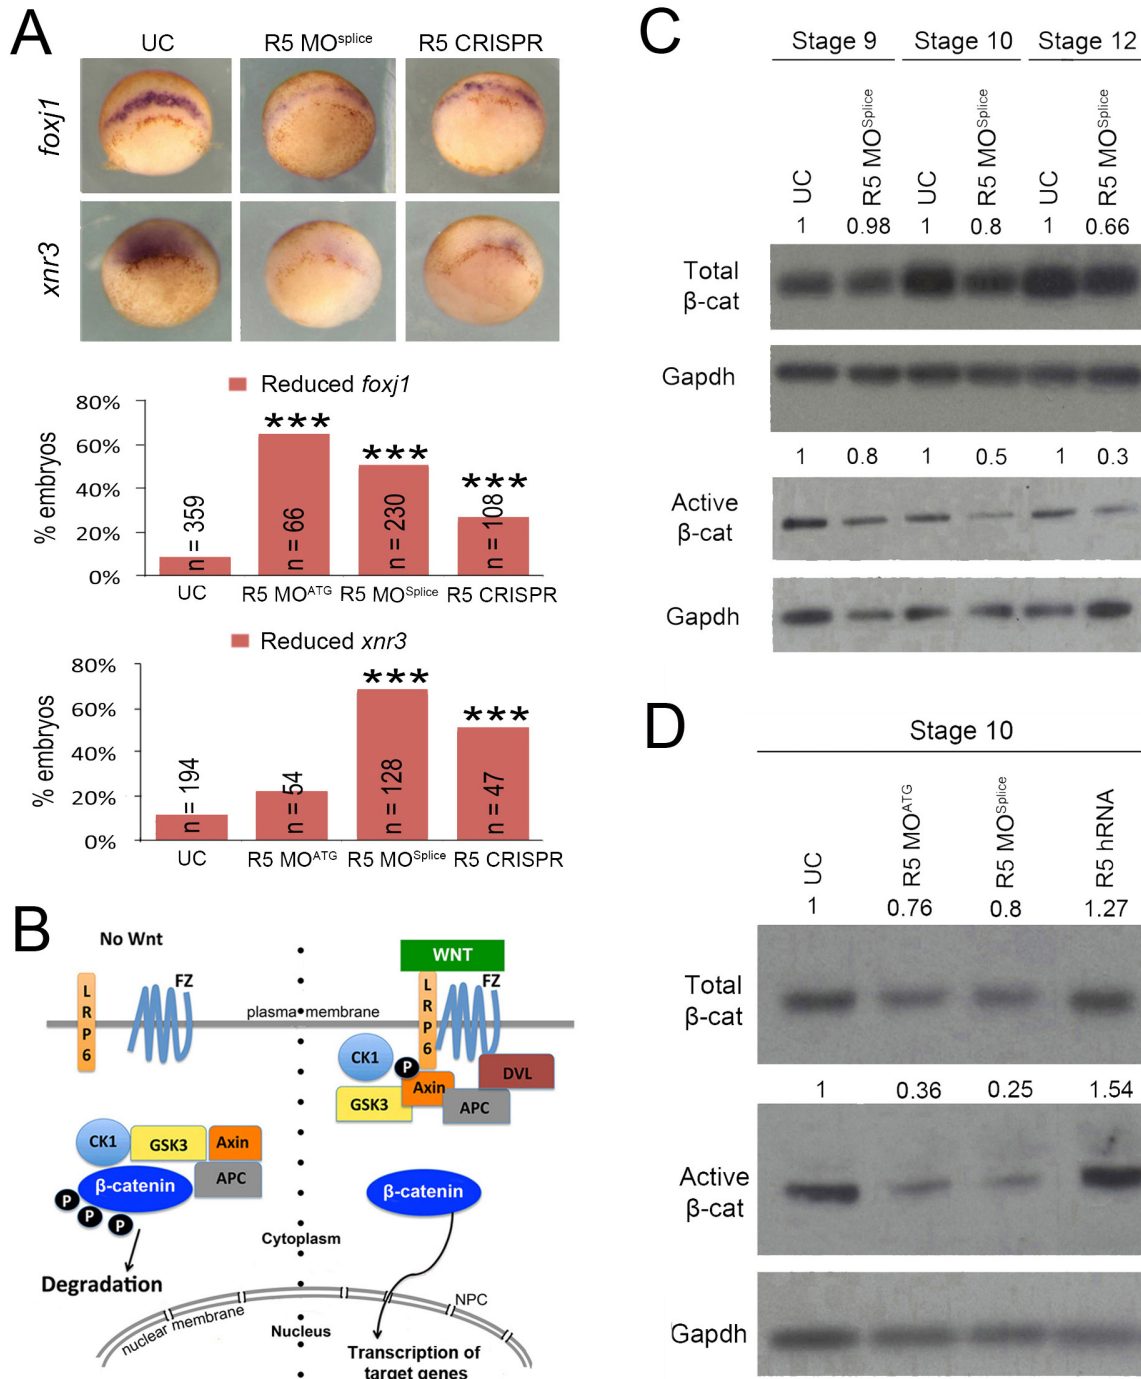 A
UC
R5 MOsplice
R5 CRISPR
foxj1
xnr3
Reduced foxj1
80%
60%
40%
20%
0%
% embryos
***
***
***
n = 359
n = 66
n = 230
n = 108
UC
R5 MOATG
R5 MOSplice
R5 CRISPR
Reduced xnr3
80%
60%
40%
20%
0%
% embryos
***
***
n = 194
n = 54
n = 128
n = 47
UC
R5 MOATG
R5 MOSplice
R5 CRISPR
B
No Wnt
WNT
LRP6
FZ
LRP6
FZ
plasma membrane
CK1
P
Axin
DVL
GSK3
APC
CK1
GSK3
Axin
APC
β-catenin
P
P
P
β-catenin
Cytoplasm
Degradation
nuclear membrane
NPC
Nucleus
Transcription of
target genes
C
Stage 9
Stage 10
Stage 12
UC
R5 MOSplice
UC
R5 MOSplice
UC
R5 MOSplice
1 0.98 1 0.8 1 0.66
Total
β-cat
Gapdh
1 0.8 1 0.5 1 0.3
Active
β-cat
Gapdh
D
Stage 10
UC
R5 MOATG
R5 MOSplice
R5 hRNA
1 0.76 0.8 1.27
Total
β-cat
1 0.36 0.25 1.54
Active
β-cat
Gapdh